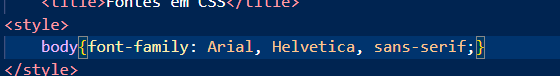 <title>Fontes em CSS</title>
<style>
body{font-family: Arial, Helvetica, sans-serif;}
</style>